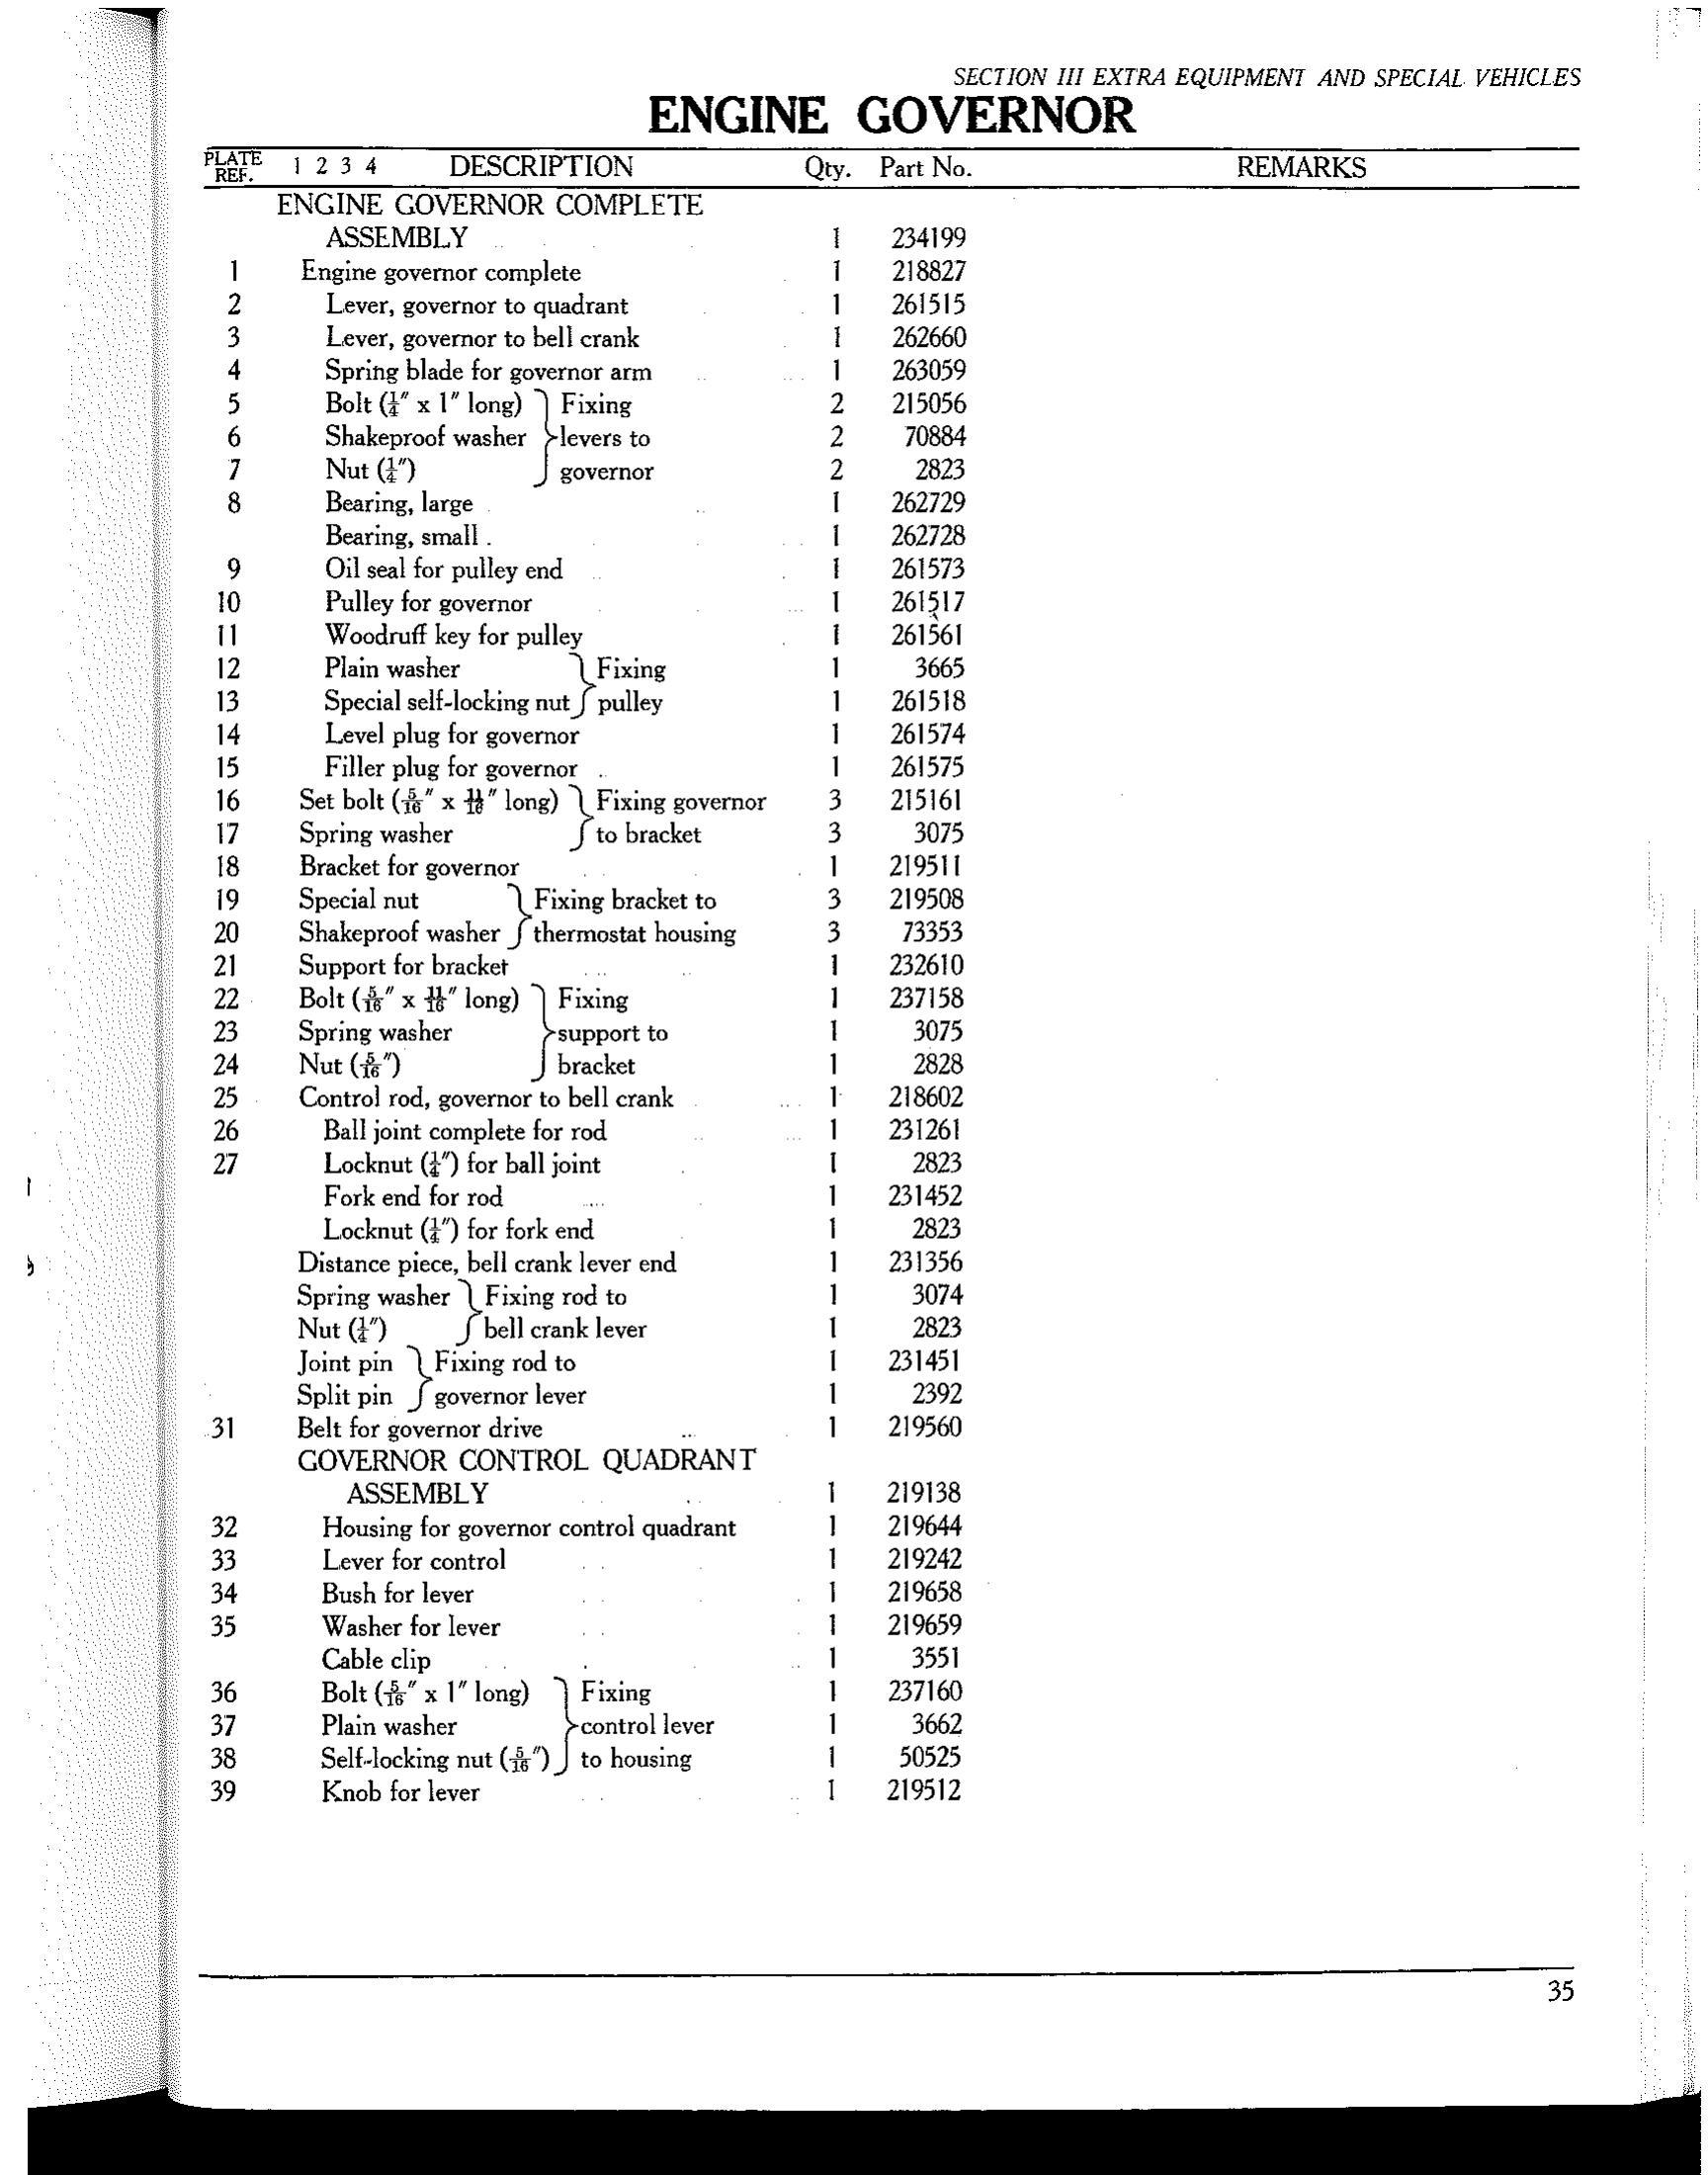 SECTION III EXTRA EQUIPMENT AND SPECIAL VEHICLES
ENGINE GOVERNOR
PLATE REF. 1 2 3 4 DESCRIPTION Qty. Part No. REMARKS
ENGINE GOVERNOR COMPLETE
ASSEMBLY 1 234199
1 Engine governor complete 1 218827
2 Lever, governor to quadrant 1 261515
3 Lever, governor to bell crank 1 262660
4 Spring blade for governor arm 1 263059
5 Bolt (¼″ x 1″ long) } Fixing 2 215056
6 Shakeproof washer } levers to 2 70884
7 Nut (¼″) } governor 2 2823
8 Bearing, large 1 262729
Bearing, small 1 262728
9 Oil seal for pulley end 1 261573
10 Pulley for governor 1 261517
11 Woodruff key for pulley 1 261561
12 Plain washer } Fixing 1 3665
13 Special self-locking nut } pulley 1 261518
14 Level plug for governor 1 261574
15 Filler plug for governor 1 261575
16 Set bolt (5/16″ x 11/16″ long) } Fixing governor 3 215161
17 Spring washer } to bracket 3 3075
18 Bracket for governor 1 219511
19 Special nut } Fixing bracket to 3 219508
20 Shakeproof washer } thermostat housing 3 73353
21 Support for bracket 1 232610
22 Bolt (5/16″ x 11/16″ long) } Fixing 1 237158
23 Spring washer } support to 1 3075
24 Nut (5/16″) } bracket 1 2828
25 Control rod, governor to bell crank 1 218602
26 Ball joint complete for rod 1 231261
27 Locknut (¼″) for ball joint 1 2823
Fork end for rod 1 231452
Locknut (¼″) for fork end 1 2823
Distance piece, bell crank lever end 1 231356
Spring washer } Fixing rod to 1 3074
Nut (¼″) } bell crank lever 1 2823
Joint pin } Fixing rod to 1 231451
Split pin } governor lever 1 2392
31 Belt for governor drive 1 219560
GOVERNOR CONTROL QUADRANT
ASSEMBLY 1 219138
32 Housing for governor control quadrant 1 219644
33 Lever for control 1 219242
34 Bush for lever 1 219658
35 Washer for lever 1 219659
Cable clip 1 3551
36 Bolt (5/16″ x 1″ long) } Fixing 1 237160
37 Plain washer } control lever 1 3662
38 Self-locking nut (5/16″) } to housing 1 50525
39 Knob for lever 1 219512
35